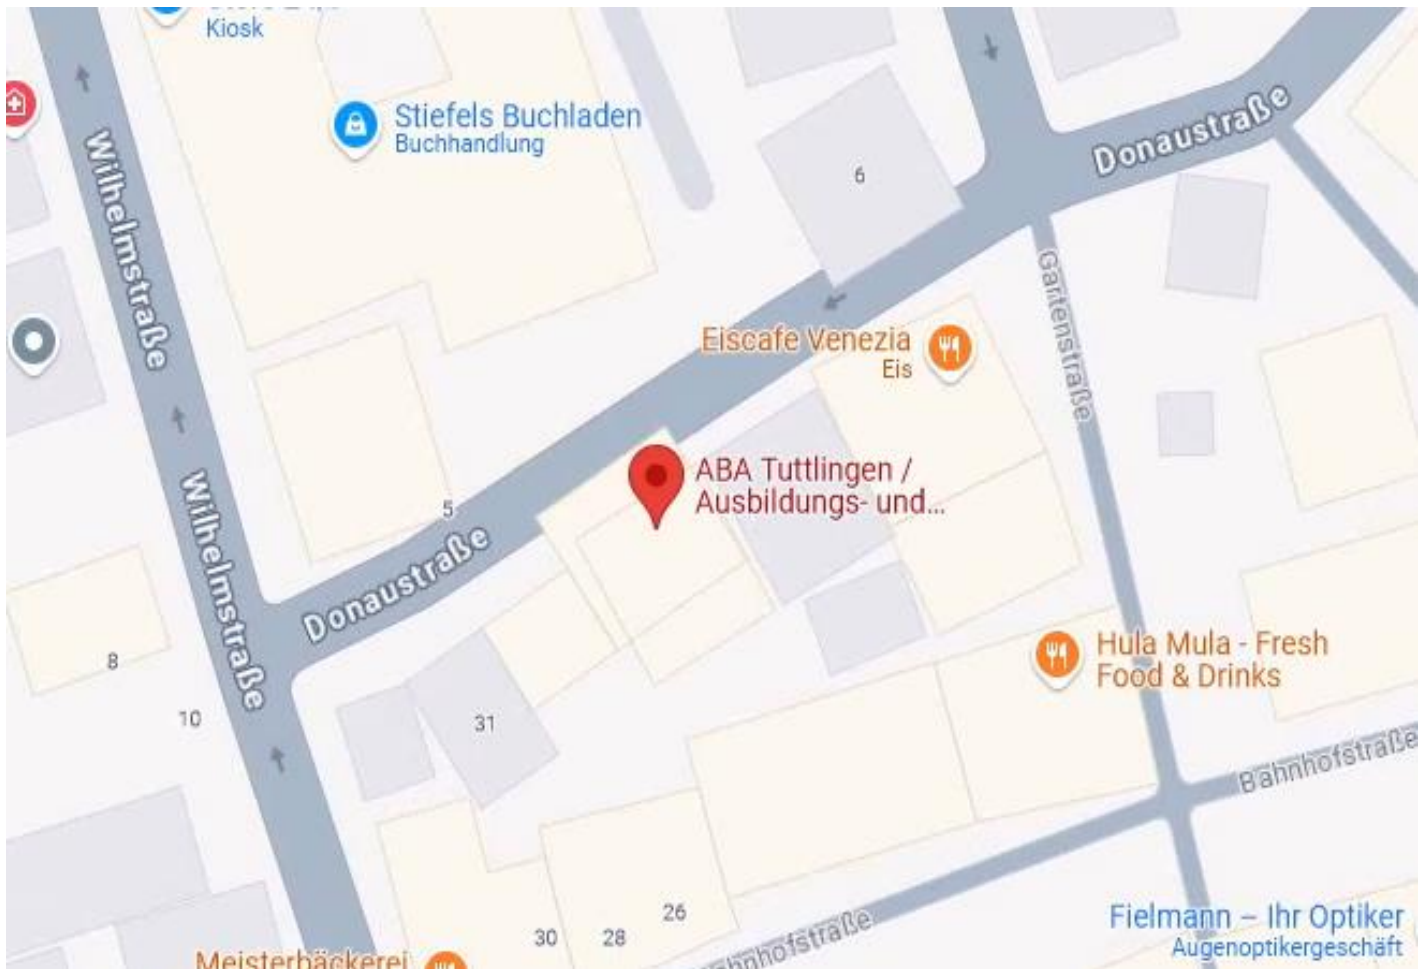 Kiosk
Stiefels Buchladen
Buchhandlung
Donaustraße
Wilhelmstraße
6
Gartenstraße
Eiscafe Venezia
Eis
ABA Tuttlingen /
Ausbildungs- und...
5
Wilhelmstraße
Donaustraße
8
Hula Mula - Fresh
Food & Drinks
10
31
Bahnhofstraße
26
30
28
Fielmann – Ihr Optiker
Augenoptikergeschäft
Meisterbäckerei